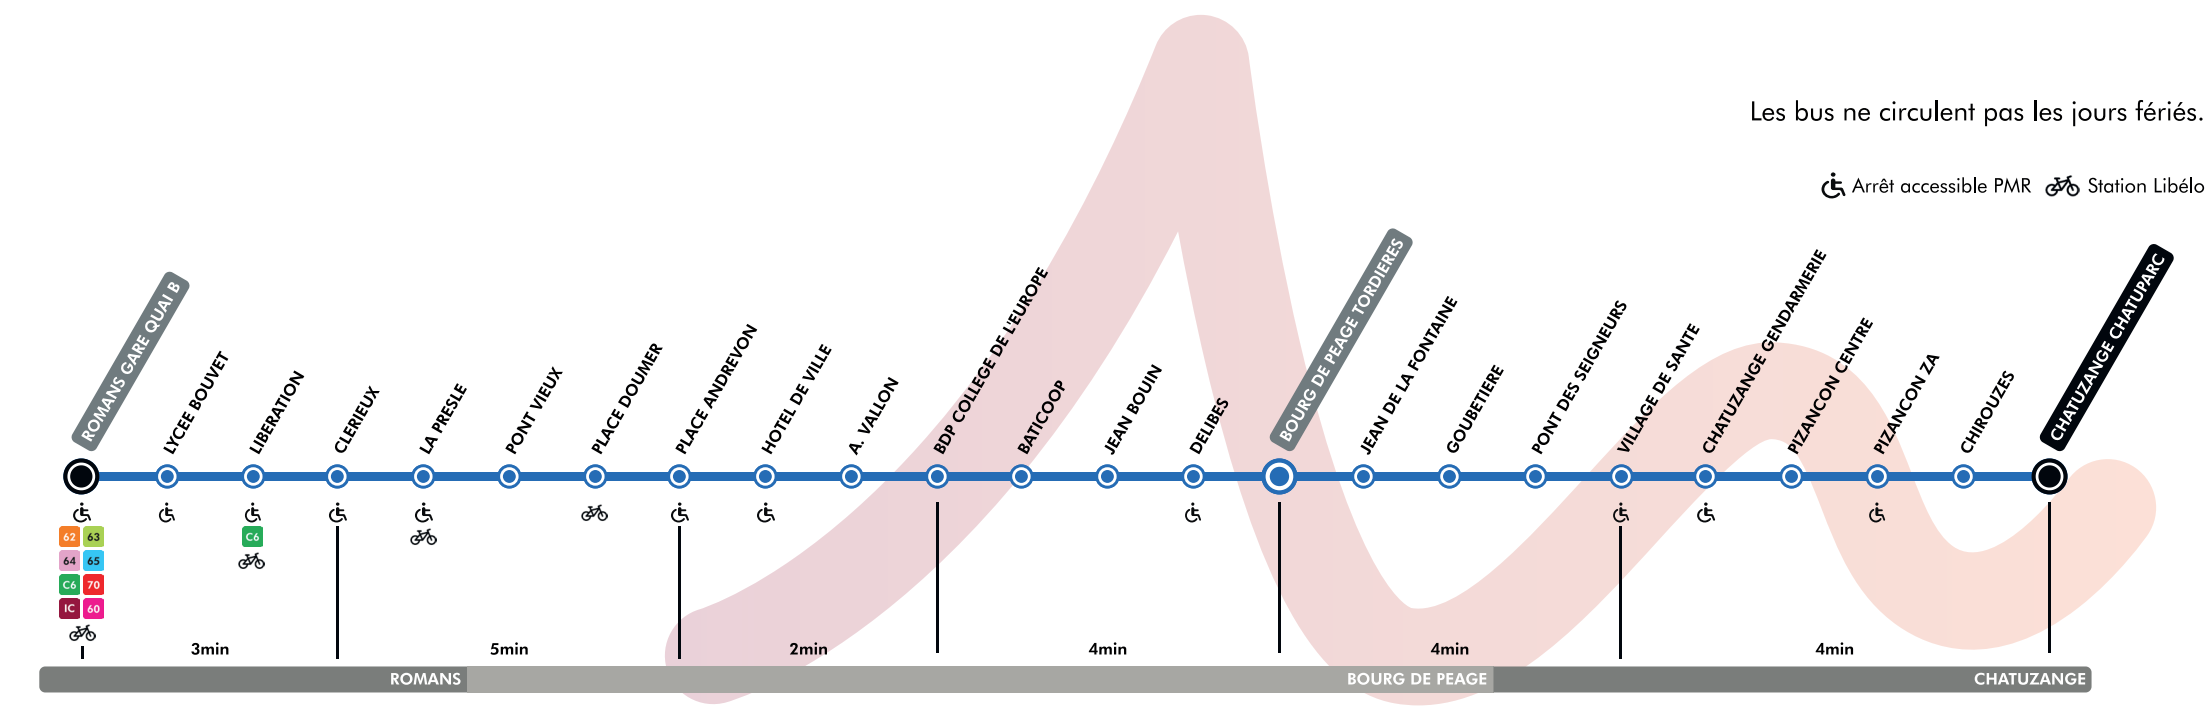 Les bus ne circulent pas les jours fériés.
Arrêt accessible PMR
Station Libélo
ROMANS GARE QUAI B
LYCEE BOUVET
LIBERATION
CLERIEUX
LA PRESLE
PONT VIEUX
PLACE DOUMER
PLACE ANDREVON
HOTEL DE VILLE
A. VALLON
BDP COLLEGE DE L'EUROPE
BATICOOP
JEAN BOUIN
DELIBES
BOURG DE PEAGE TORDIERES
JEAN DE LA FONTAINE
GOUBETIERE
PONT DES SEIGNEURS
VILLAGE DE SANTE
CHATUZANGE GENDARMERIE
PIZANCON CENTRE
PIZANCON ZA
CHIROUZES
CHATUZANGE CHATUPARC
62 63
64 65
C6 70
IC 60
C6
3min
5min
2min
4min
4min
4min
ROMANS
BOURG DE PEAGE
CHATUZANGE